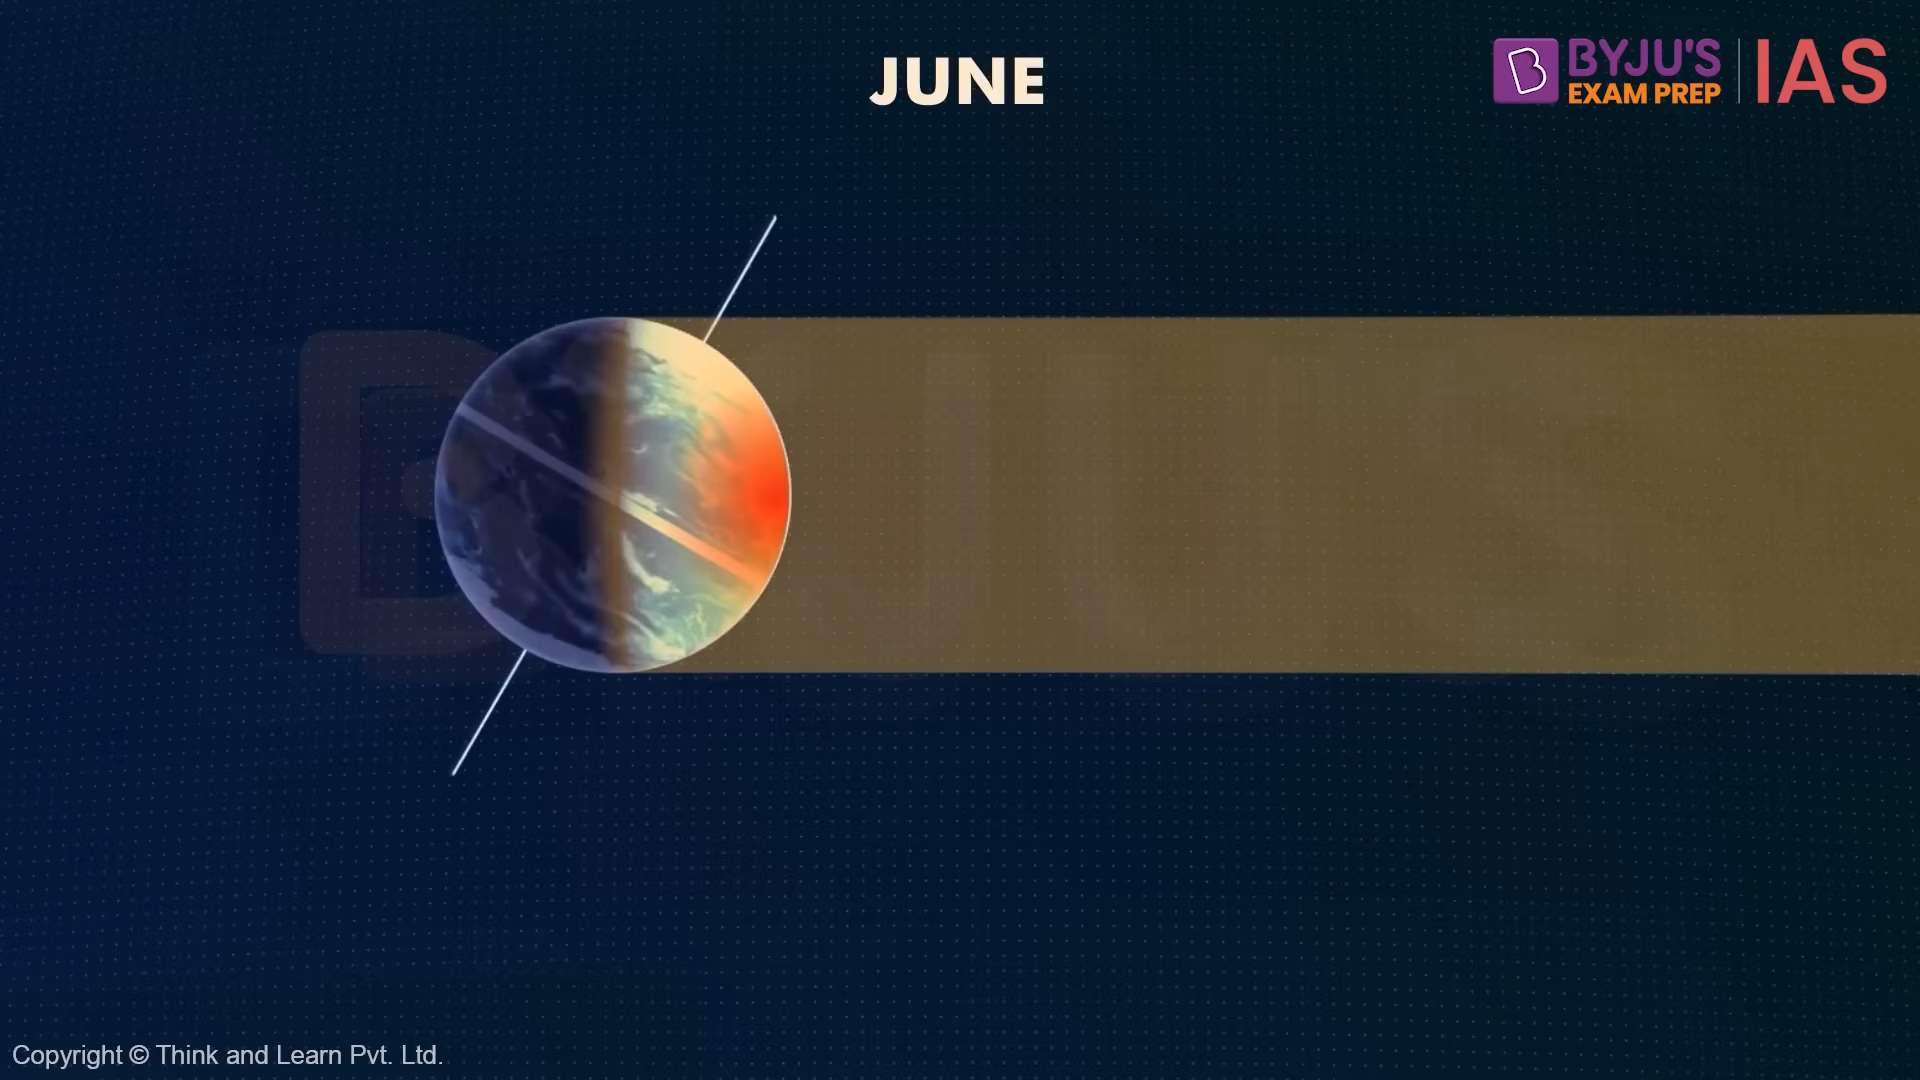 JUNE
BYJU'S
EXAM PREP
IAS
Copyright © Think and Learn Pvt. Ltd.